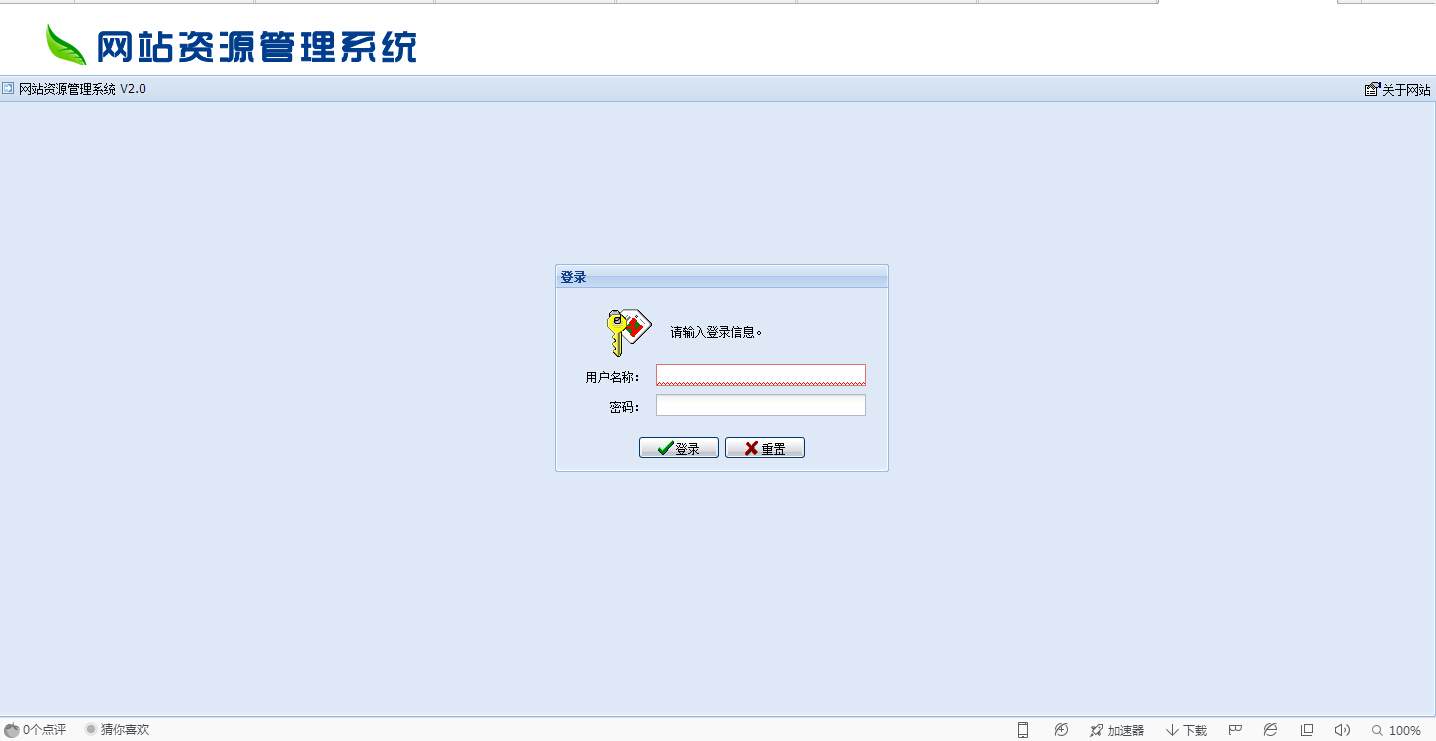 网站资源管理系统
网站资源管理系统 V2.0
关于网站
登录
请输入登录信息。
用户名称：
密码：
登录 重置
0个点评 猜你喜欢 加速器 下载 100%